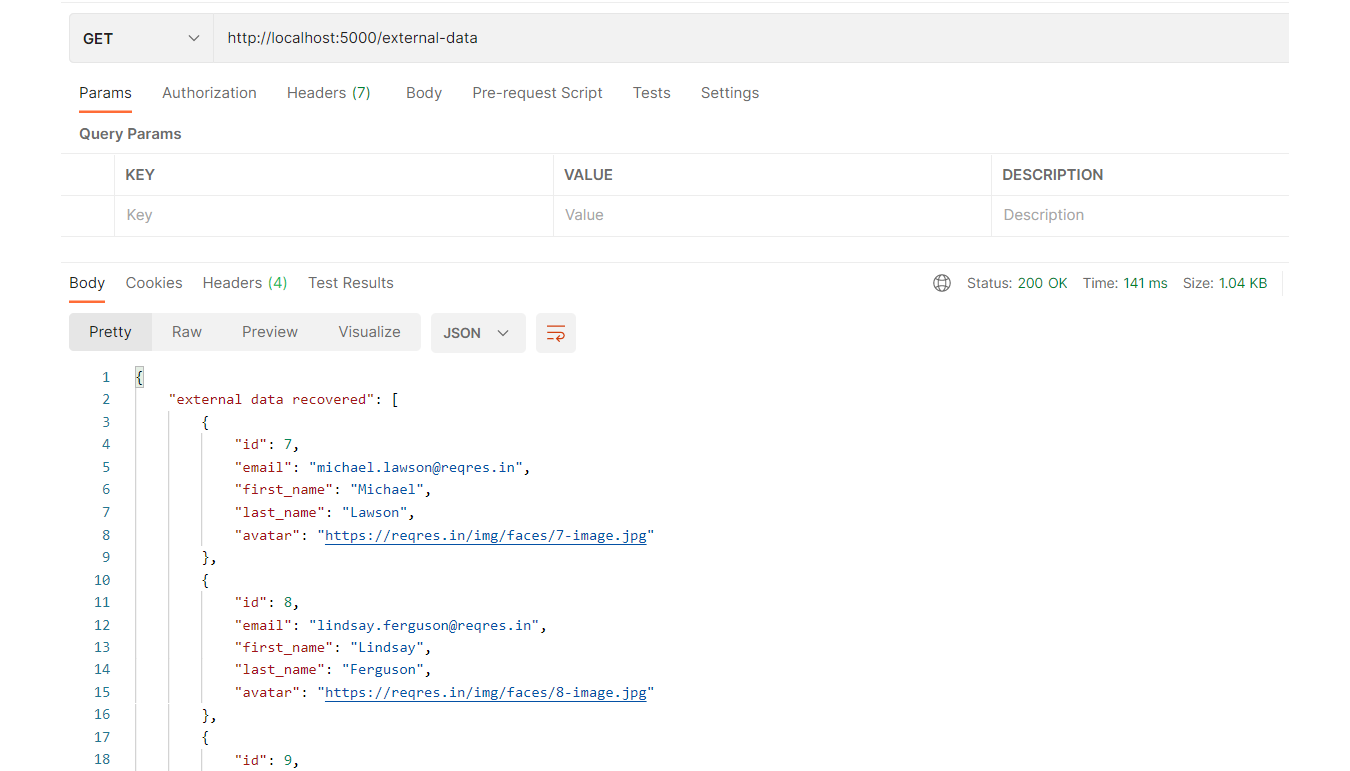 GET http://localhost:5000/external-data
Params Authorization Headers (7) Body Pre-request Script Tests Settings
Query Params
KEY VALUE DESCRIPTION
Key Value Description
Body Cookies Headers (4) Test Results Status: 200 OK Time: 141 ms Size: 1.04 KB
Pretty Raw Preview Visualize JSON
1 {
2 "external data recovered": [
3 {
4 "id": 7,
5 "email": "michael.lawson@reqres.in",
6 "first_name": "Michael",
7 "last_name": "Lawson",
8 "avatar": "https://reqres.in/img/faces/7-image.jpg"
9 },
10 {
11 "id": 8,
12 "email": "lindsay.ferguson@reqres.in",
13 "first_name": "Lindsay",
14 "last_name": "Ferguson",
15 "avatar": "https://reqres.in/img/faces/8-image.jpg"
16 },
17 {
18 "id": 9,